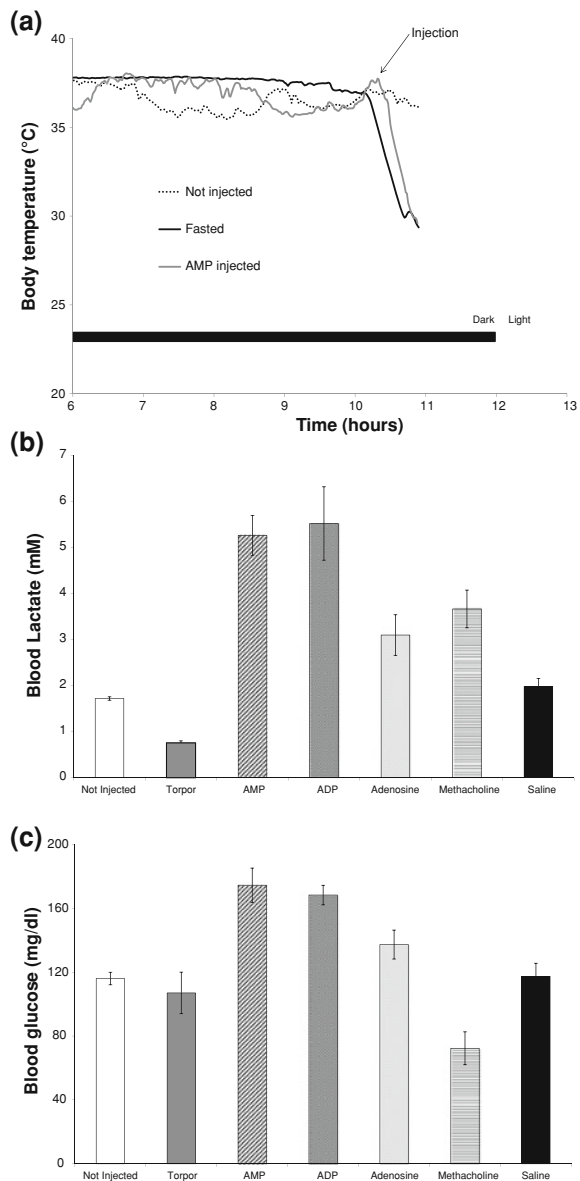 (a)
Injection
40
35
30
25
20
Body temperature (°C)
Not injected
Fasted
AMP injected
Dark Light
6 7 8 9 10 11 12 13
Time (hours)
(b)
7
6
5
4
3
2
1
0
Blood Lactate (mM)
Not Injected Torpor AMP ADP Adenosine Methacholine Saline
(c)
200
160
120
80
40
0
Blood glucose (mg/dl)
Not Injected Torpor AMP ADP Adenosine Methacholine Saline